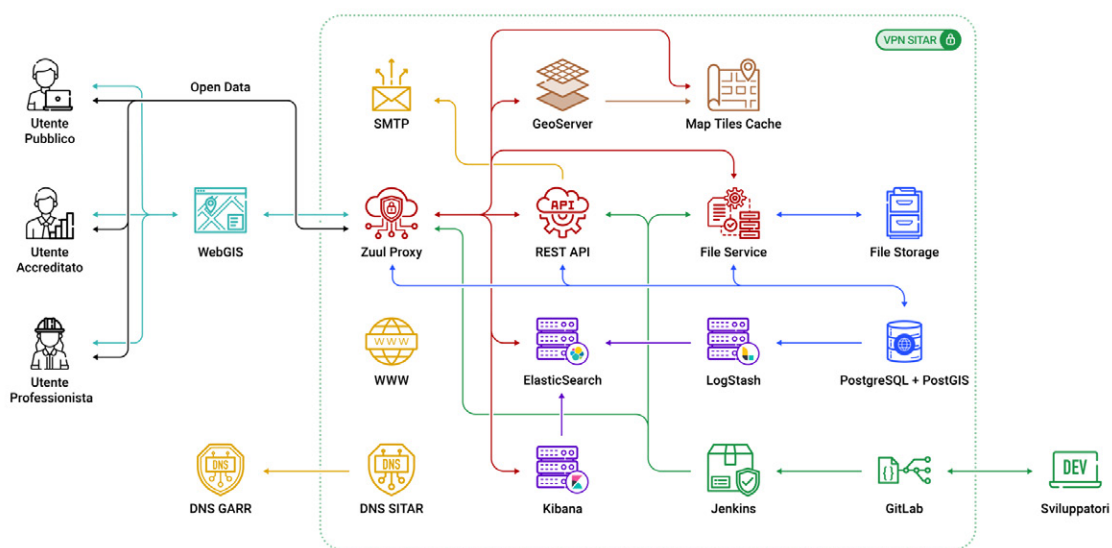 VPN SITAR
Open Data
Utente
Pubblico
SMTP
GeoServer
Map Tiles Cache
API
Utente
Accreditato
WebGIS
Zuul Proxy
REST API
File Service
File Storage
WWW
Utente
Professionista
WWW
ElasticSearch
LogStash
PostgreSQL + PostGIS
DNS
DNS
DEV
DNS GARR
DNS SITAR
Kibana
Jenkins
GitLab
Sviluppatori